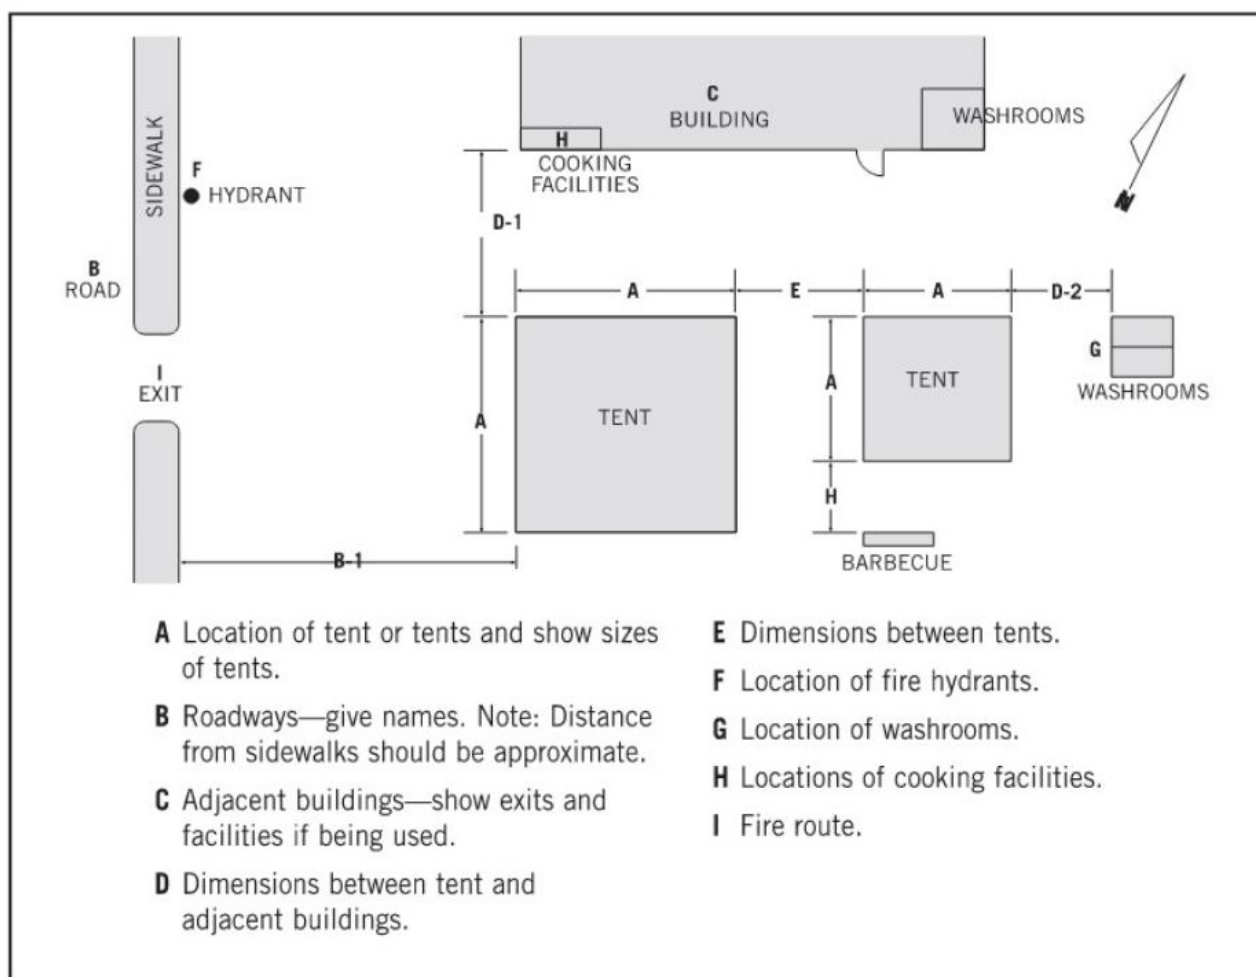 C
BUILDING
WASHROOMS
H
COOKING
FACILITIES
SIDEWALK
F
HYDRANT
D-1
N
B
ROAD
A
E
A
D-2
I
EXIT
A
TENT
A
TENT
G
WASHROOMS
H
B-1
BARBECUE
A Location of tent or tents and show sizes
of tents.
B Roadways—give names. Note: Distance
from sidewalks should be approximate.
C Adjacent buildings—show exits and
facilities if being used.
D Dimensions between tent and
adjacent buildings.
E Dimensions between tents.
F Location of fire hydrants.
G Location of washrooms.
H Locations of cooking facilities.
I Fire route.